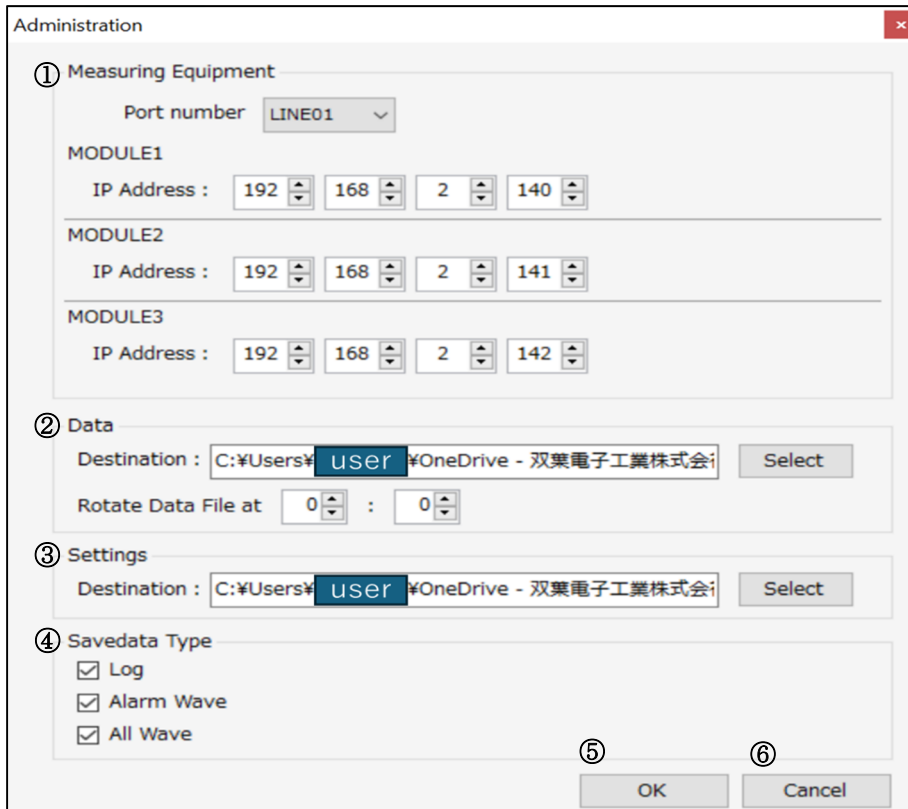 Administration
① Measuring Equipment
Port number LINE01
MODULE1
IP Address : 192 168 2 140
MODULE2
IP Address : 192 168 2 141
MODULE3
IP Address : 192 168 2 142
② Data
Destination : C:¥Users¥ user ¥OneDrive - 双葉電子工業株式会 Select
Rotate Data File at 0 : 0
③ Settings
Destination : C:¥Users¥ user ¥OneDrive - 双葉電子工業株式会 Select
④ Savedata Type
Log
Alarm Wave
All Wave
⑤ ⑥
OK Cancel